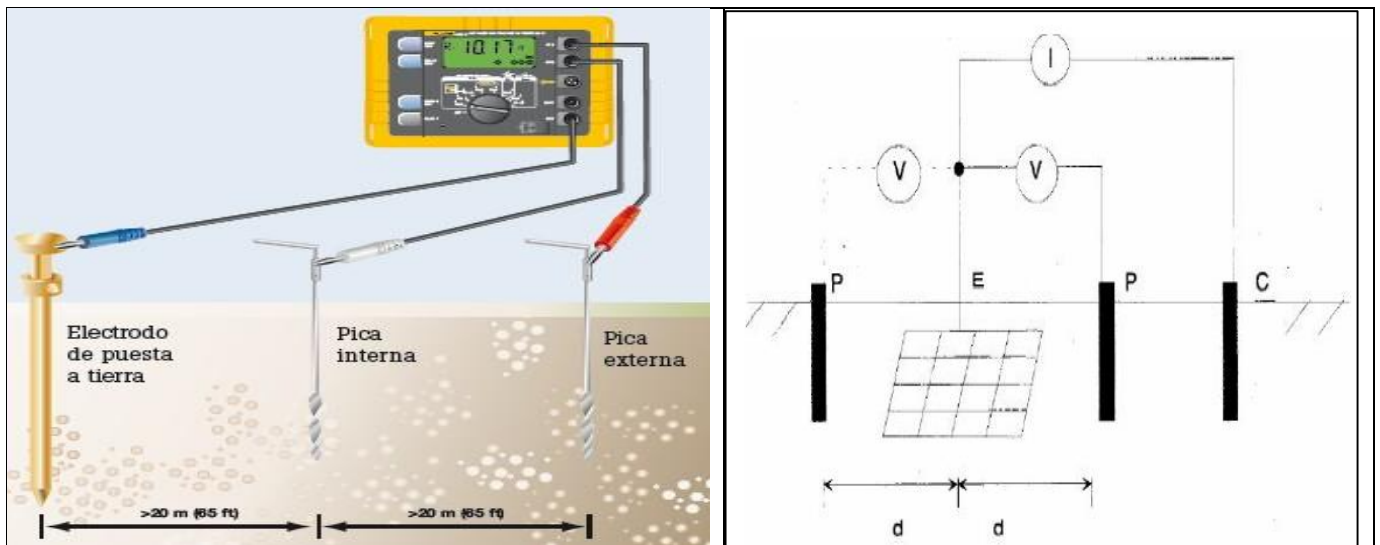 R 10.17
Electrodo
de puesta
a tierra
Pica
interna
Pica
externa
>20 m (65 ft)
>20 m (65 ft)
I
V
V
P
E
P
C
d
d